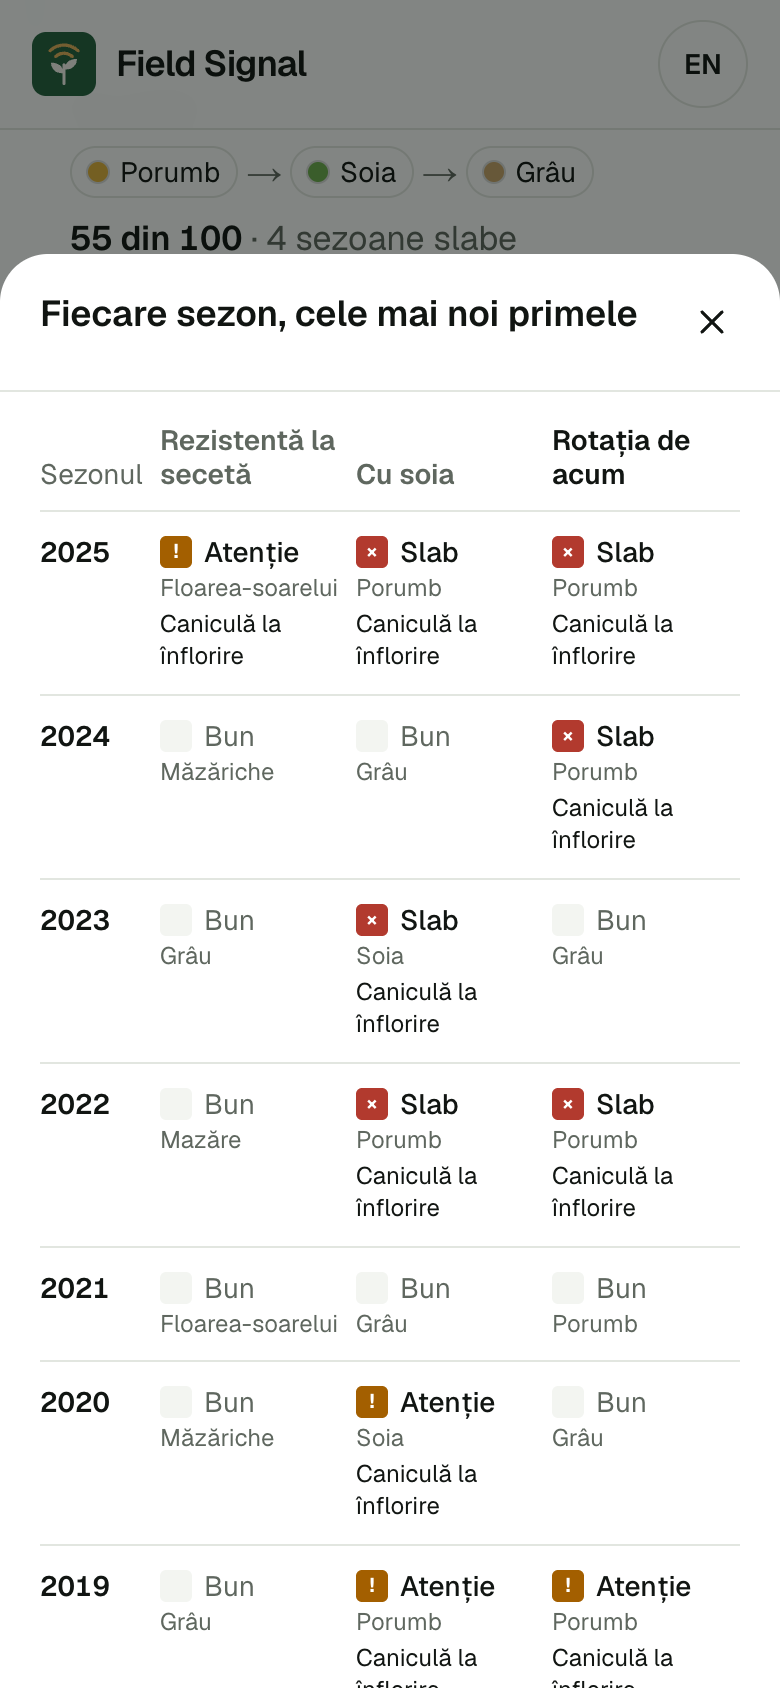 Field Signal
EN
Porumb → Soia → Grâu
55 din 100 · 4 sezoane slabe
Fiecare sezon, cele mai noi primele
Sezonul
Rezistentă la
secetă
Cu soia
Rotația de
acum
2025
! Atenție
Floarea-soarelui
Caniculă la
înflorire
× Slab
Porumb
Caniculă la
înflorire
× Slab
Porumb
Caniculă la
înflorire
2024
Bun
Măzăriche
Bun
Grâu
× Slab
Porumb
Caniculă la
înflorire
2023
Bun
Grâu
× Slab
Soia
Caniculă la
înflorire
Bun
Grâu
2022
Bun
Mazăre
× Slab
Porumb
Caniculă la
înflorire
× Slab
Porumb
Caniculă la
înflorire
2021
Bun
Floarea-soarelui
Bun
Grâu
Bun
Porumb
2020
Bun
Măzăriche
! Atenție
Soia
Caniculă la
înflorire
Bun
Grâu
2019
Bun
Grâu
! Atenție
Porumb
Caniculă la
! Atenție
Porumb
Caniculă la